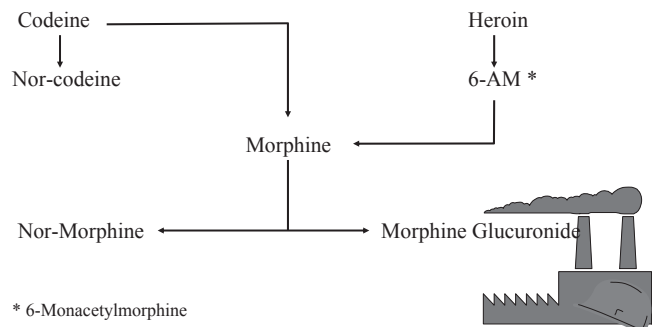 Codeine
Heroin
Nor-codeine
6-AM *
Morphine
Nor-Morphine
Morphine Glucuronide
* 6-Monacetylmorphine